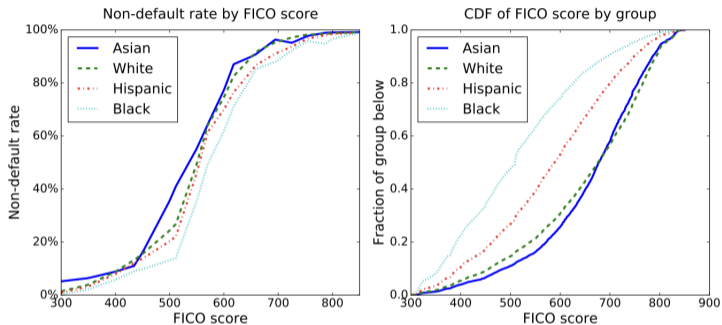 Non-default rate by FICO score
100%
80%
60%
40%
20%
0%
Non-default rate
Asian
White
Hispanic
Black
300 400 500 600 700 800
FICO score
CDF of FICO score by group
1.0
0.8
0.6
0.4
0.2
0.0
Fraction of group below
Asian
White
Hispanic
Black
300 400 500 600 700 800 900
FICO score